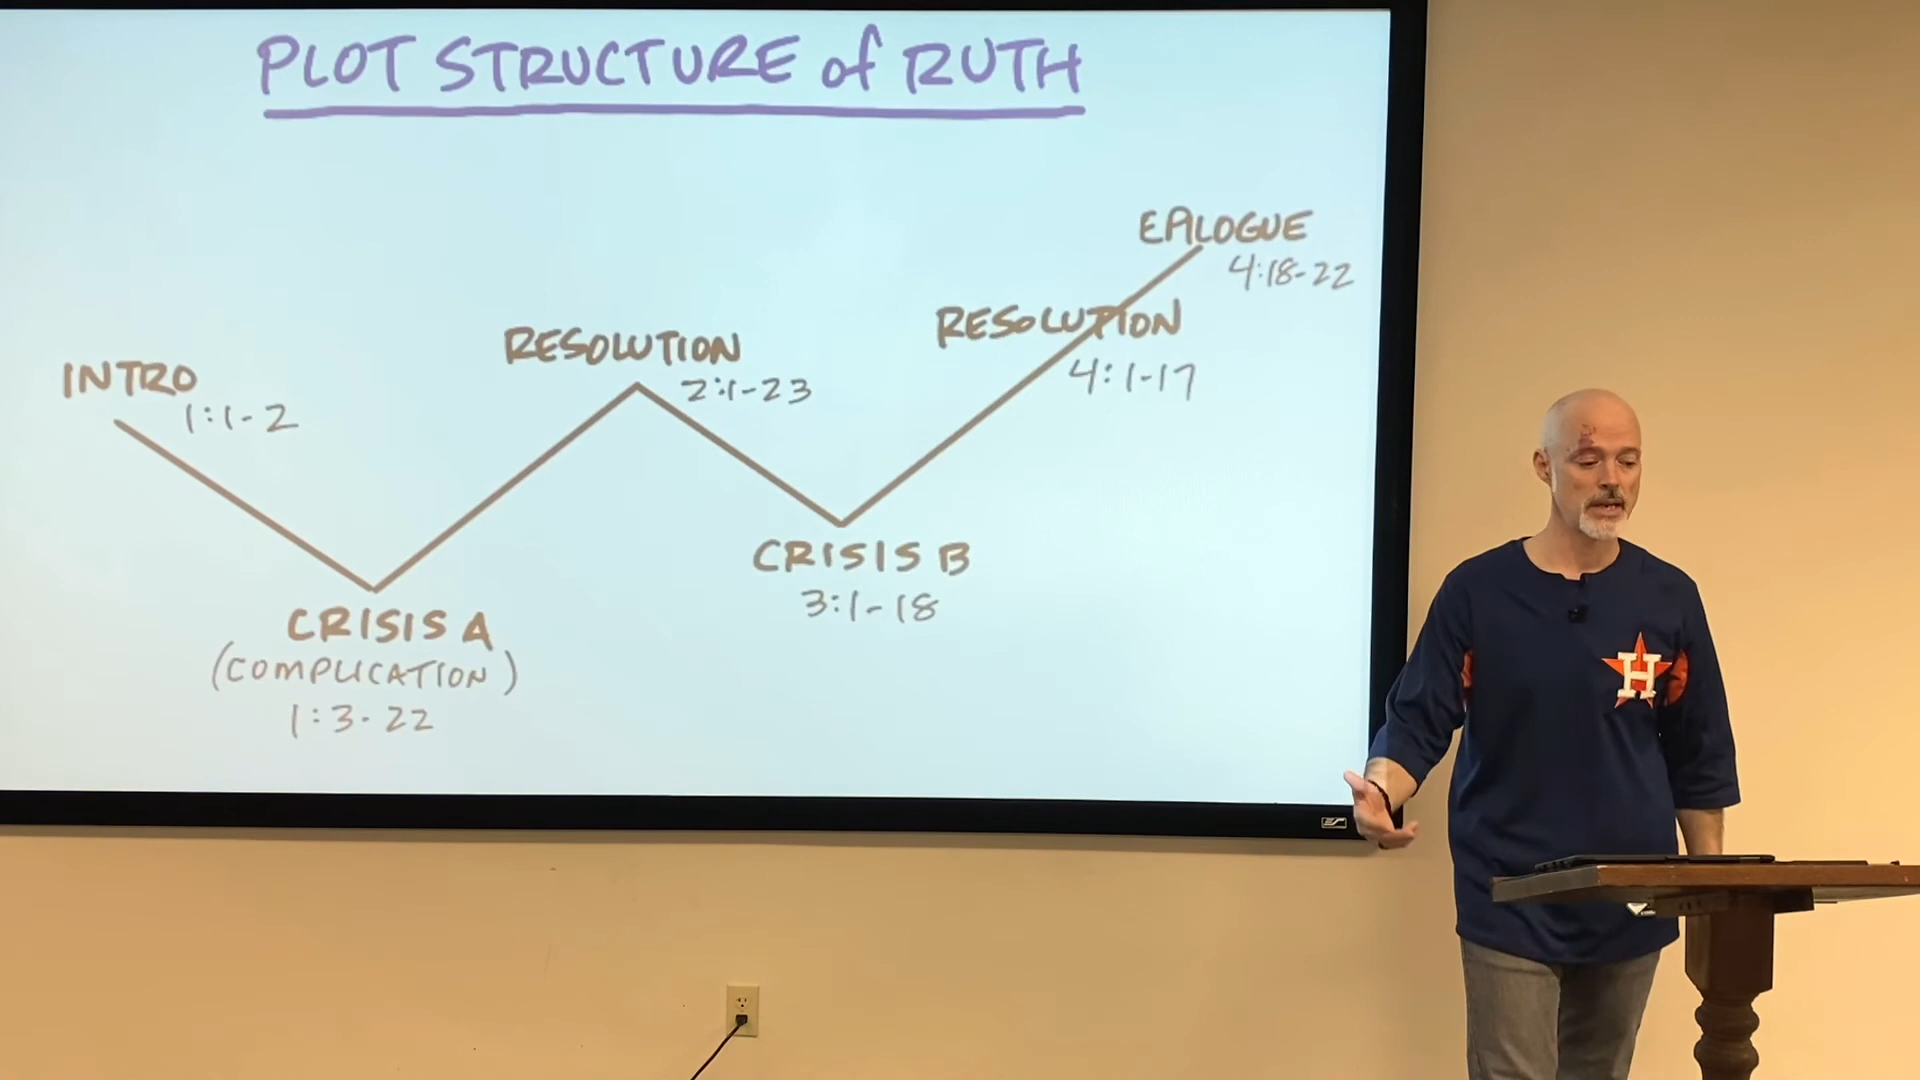 PLOT STRUCTURE of RUTH
EPILOGUE
4:18-22
RESOLUTION
4:1-17
RESOLUTION
2:1-23
INTRO
1:1-2
CRISIS B
3:1-18
CRISIS A
(COMPLICATION)
1:3-22
H